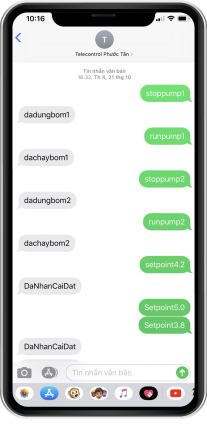 10:16
T
Telecontrol Phước Tân >
Tin nhắn văn bản
16:22, Th 4, 21 thg 10
stoppump1
dadungbom1
runpump1
dachaybom1
stoppump2
dadungbom2
runpump2
dachaybom2
setpoint4.2
DaNhanCaiDat
Setpoint5.0
Setpoint3.8
DaNhanCaiDat
Tin nhắn văn bản